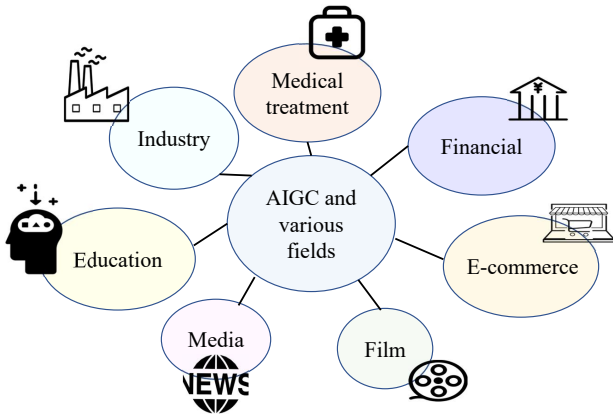 Medical
treatment
Industry
¥
Financial
AIGC and
various
fields
Education
E-commerce
Media
NEWS
Film